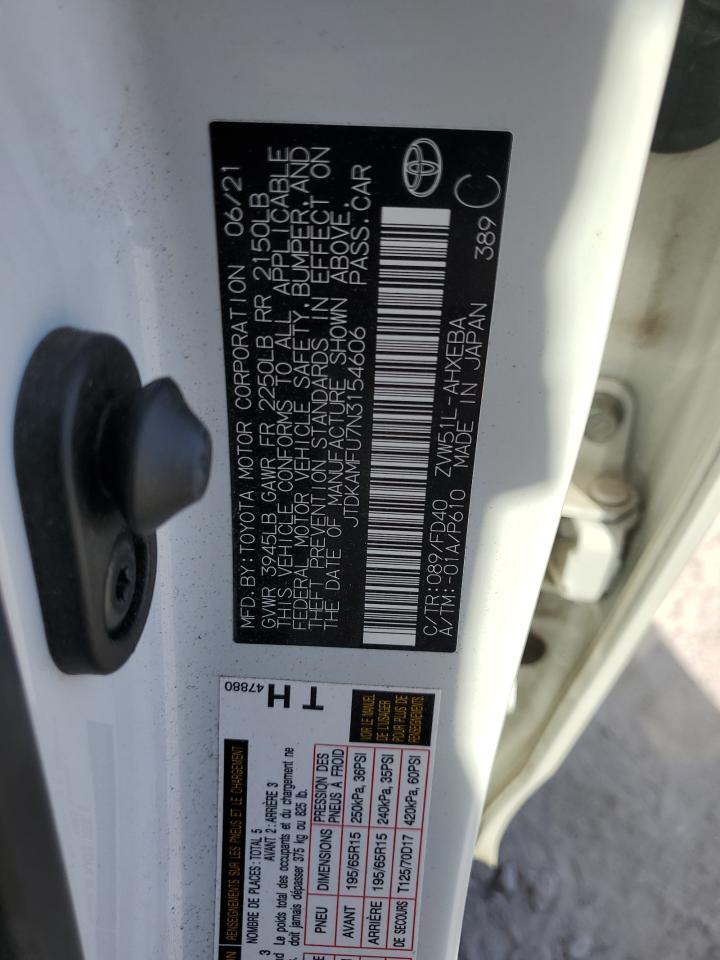 MFD.BY:TOYOTA MOTOR CORPORATION 06/21
GVWR 3945LB GAWR FR 2250LB RR 2150LB
THIS VEHICLE CONFORMS TO ALL APPLICABLE
FEDERAL MOTOR VEHICLE SAFETY,BUMPER,AND
THEFT PREVENTION STANDARDS IN EFFECT ON
THE DATE OF MANUFACTURE SHOWN ABOVE.
JTDKAMFU7N3154606 PASS.CAR
C/TR:089/FD40 ZVW51L-AHXEBA
A/TM:-01A/P610 MADE IN JAPAN 389 C
RENSEIGNEMENTS SUR LES PNEUS ET LE CHARGEMENT
NOMBRE DE PLACES:TOTAL 5
AVANT 2:ARRIÈRE 3
Le poids total des occupants et du chargement ne
doit jamais dépasser 375 kg ou 825 lb.
PNEU DIMENSIONS PRESSION DES PNEUS A FROID
AVANT 195/65R15 250kPa, 36PSI
ARRIÈRE 195/65R15 240kPa, 35PSI
DE SECOURS T125/70D17 420kPa, 60PSI
VOIR LE MANUEL
DE L'USAGER
POUR PLUS DE
RENSEIGNEMENTS
47880
T H